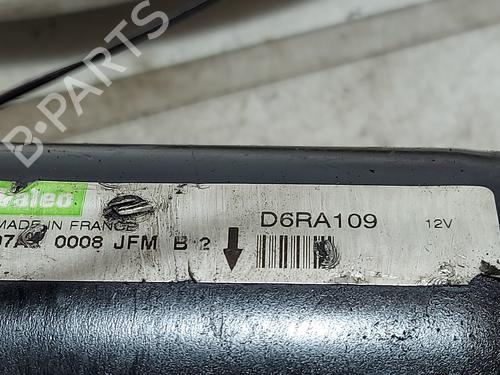 B-PARTS
Valeo
MADE IN FRANCE
0008 JFM B 2
D6RA109
12V